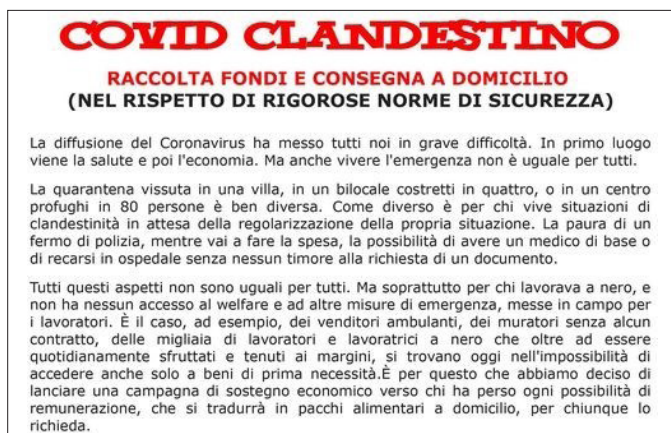 COVID CLANDESTINO
RACCOLTA FONDI E CONSEGNA A DOMICILIO
(NEL RISPETTO DI RIGOROSE NORME DI SICUREZZA)
La diffusione del Coronavirus ha messo tutti noi in grave difficoltà. In primo luogo
viene la salute e poi l'economia. Ma anche vivere l'emergenza non è uguale per tutti.
La quarantena vissuta in una villa, in un bilocale costretti in quattro, o in un centro
profughi in 80 persone è ben diversa. Come diverso è per chi vive situazioni di
clandestinità in attesa della regolarizzazione della propria situazione. La paura di un
fermo di polizia, mentre vai a fare la spesa, la possibilità di avere un medico di base o
di recarsi in ospedale senza nessun timore alla richiesta di un documento.
Tutti questi aspetti non sono uguali per tutti. Ma soprattutto per chi lavorava a nero, e
non ha nessun accesso al welfare e ad altre misure di emergenza, messe in campo per
i lavoratori. È il caso, ad esempio, dei venditori ambulanti, dei muratori senza alcun
contratto, delle migliaia di lavoratori e lavoratrici a nero che oltre ad essere
quotidianamente sfruttati e tenuti ai margini, si trovano oggi nell'impossibilità di
accedere anche solo a beni di prima necessità.È per questo che abbiamo deciso di
lanciare una campagna di sostegno economico verso chi ha perso ogni possibilità di
remunerazione, che si tradurrà in pacchi alimentari a domicilio, per chiunque lo
richieda.